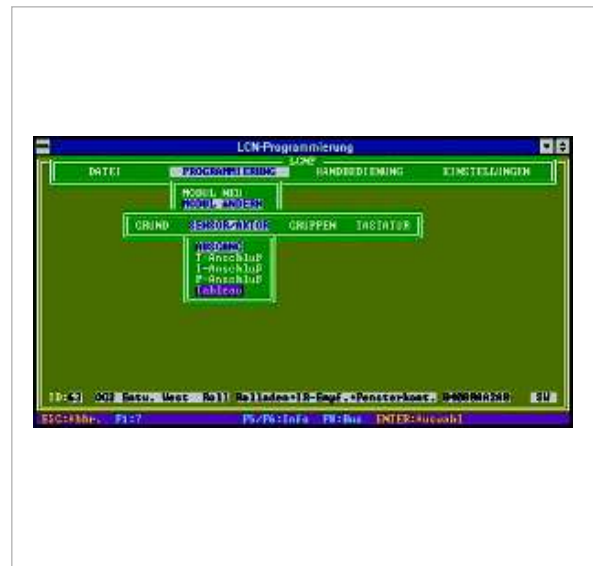 LCN-Programmierung
LCNP
DATEI PROGRAMMIERUNG HANDBEDIENUNG EINSTELLUNGEN
MODUL NEU
MODUL ÄNDERN
GRUND SENSOR/AKTOR GRUPPEN TASTATUR
AUSGANG
T-Anschluß
I-Anschluß
P-Anschluß
Tableau
ID:63 West Roll Rolladen+IR-Empf.+Fensterkont. SW
ESC:Abbr. F1:? F5/F6:Info F8:Bus ENTER:Auswahl